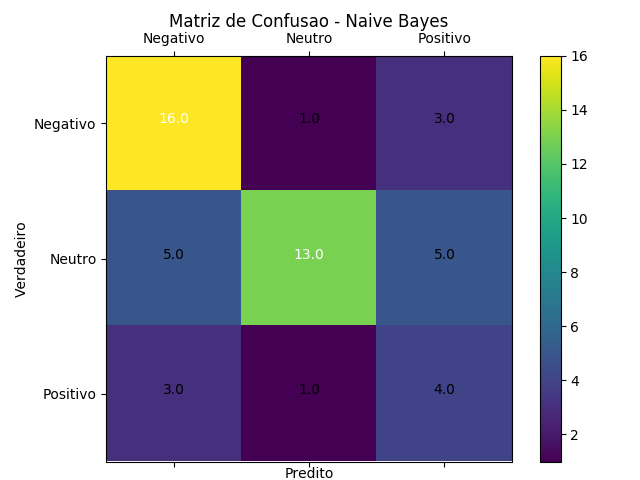 Matriz de Confusao - Naive Bayes
Negativo Neutro Positivo
Negativo 16.0 1.0 3.0
Neutro 5.0 13.0 5.0
Positivo 3.0 1.0 4.0
Verdadeiro
Predito
16
14
12
10
8
6
4
2